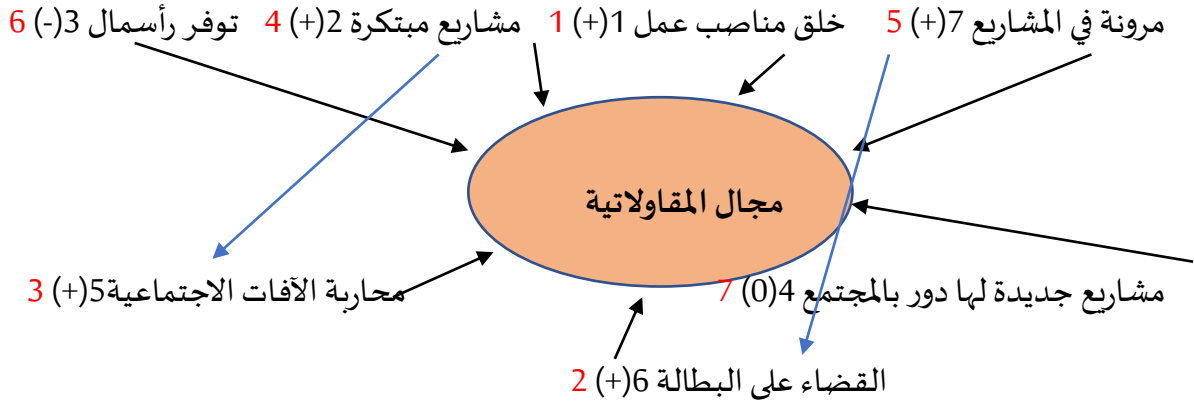 مرونة في المشاريع 7(+) 5
خلق مناصب عمل 1(+) 1
مشاريع مبتكرة 2(+) 4
توفر رأسمال 3(-) 6
مجال المقاولاتية
مشاريع جديدة لها دور بالمجتمع 4(0) 7
محاربة الآفات الاجتماعية5(+) 3
القضاء على البطالة 6(+) 2